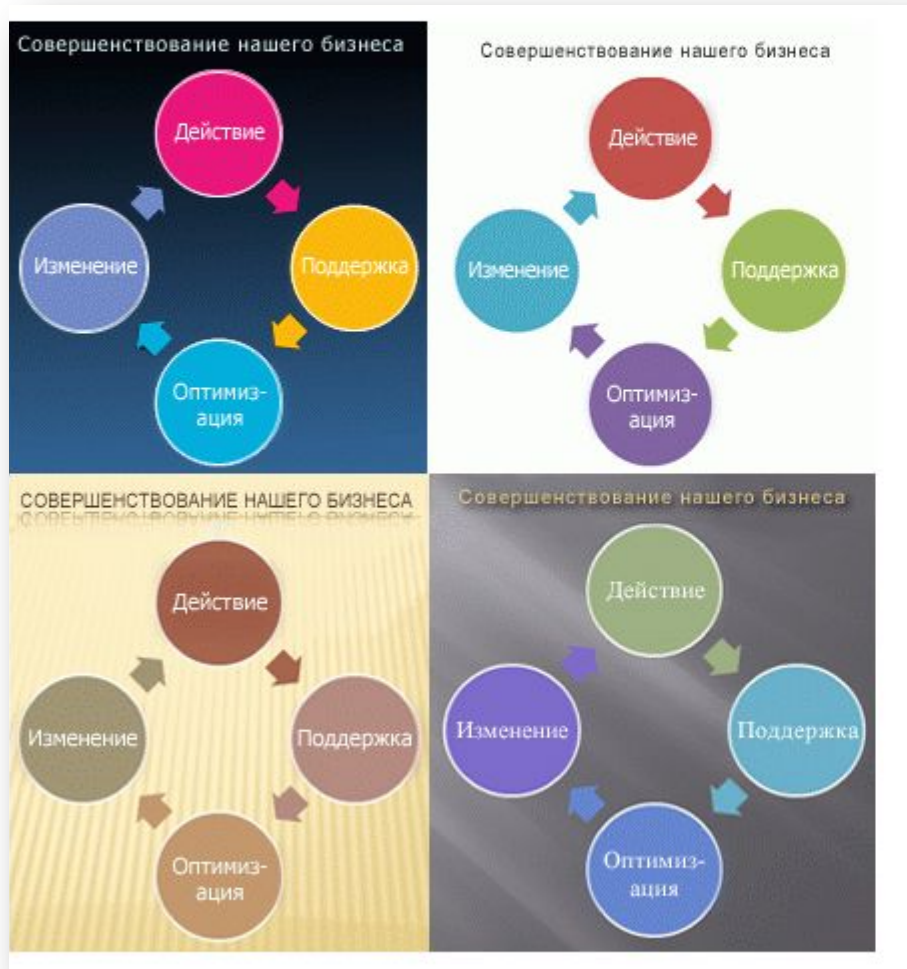 Совершенствование нашего бизнеса
Действие
Изменение
Поддержка
Оптимиз-
ация
Совершенствование нашего бизнеса
Действие
Изменение
Поддержка
Оптимиз-
ация
СОВЕРШЕНСТВОВАНИЕ НАШЕГО БИЗНЕСА
Действие
Изменение
Поддержка
Оптимиз-
ация
Совершенствование нашего бизнеса
Действие
Изменение
Поддержка
Оптимиз-
ация